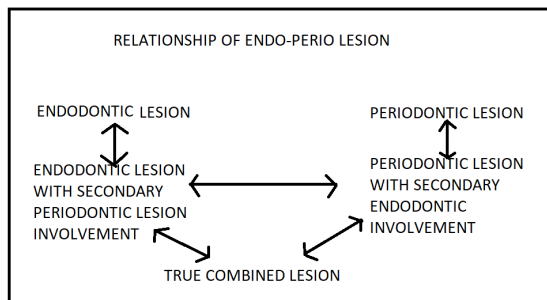 RELATIONSHIP OF ENDO-PERIO LESION
ENDODONTIC LESION
ENDODONTIC LESION
WITH SECONDARY
PERIODONTIC LESION
INVOLVEMENT
PERIODONTIC LESION
PERIODONTIC LESION
WITH SECONDARY
ENDODONTIC
INVOLVEMENT
TRUE COMBINED LESION